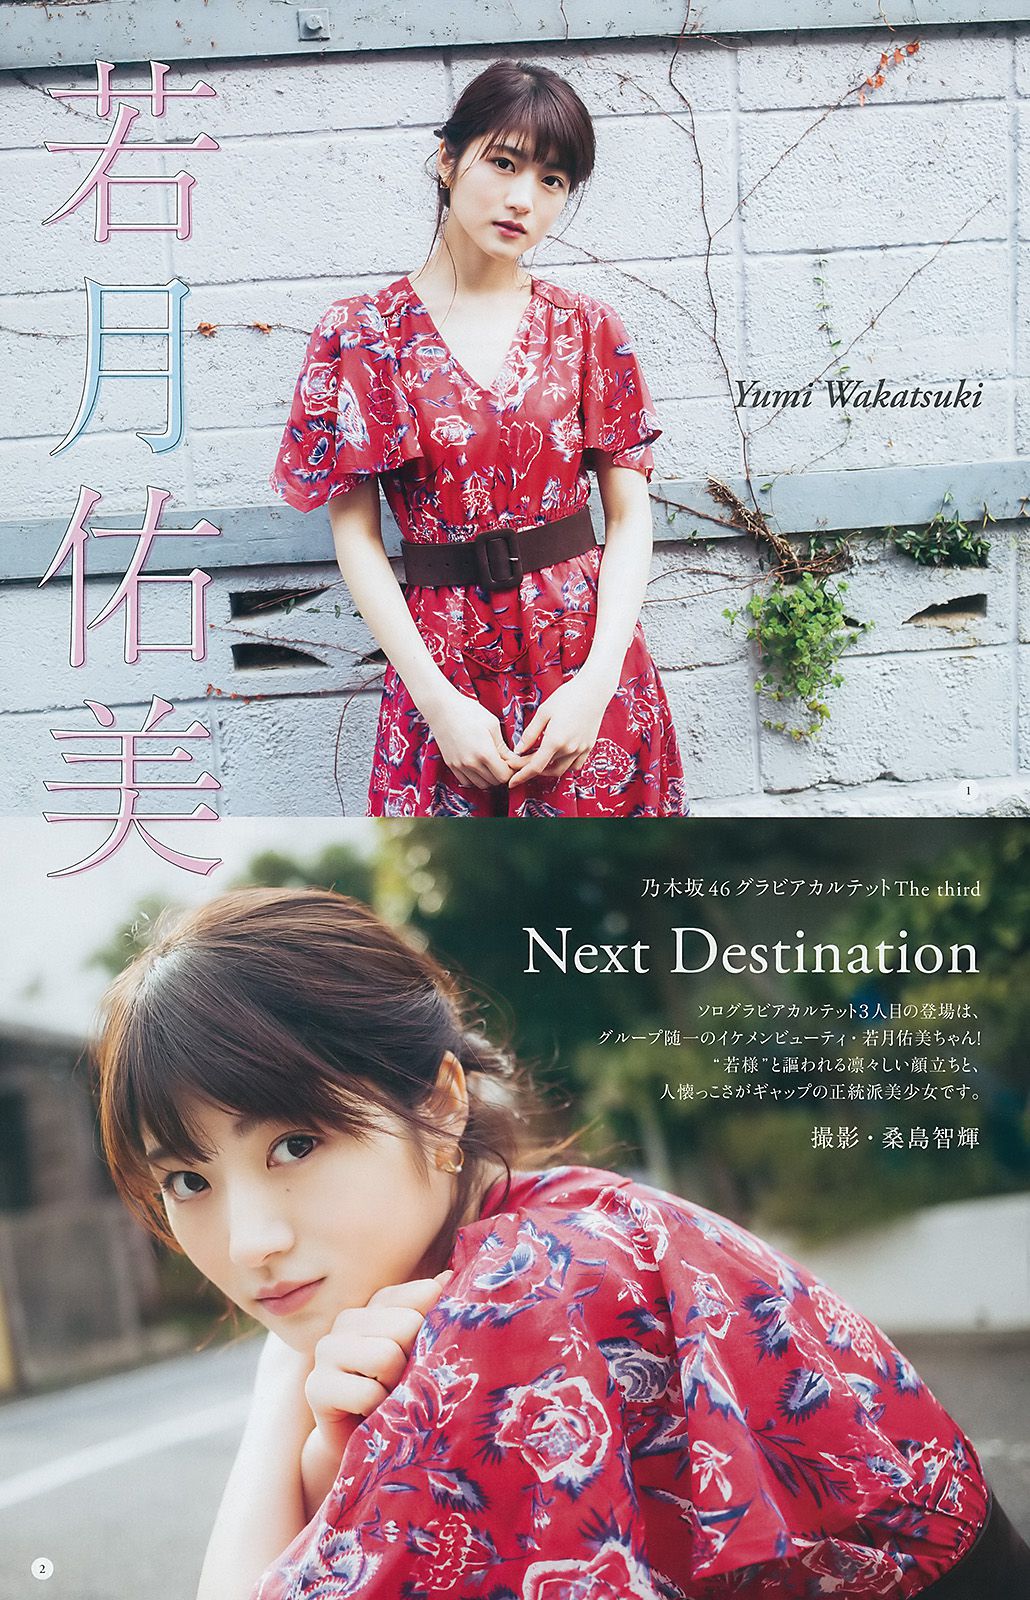 若月佑美
Yumi Wakatsuki
1
乃木坂46グラビアカルテットThe third
Next Destination
ソログラビアカルテット3人目の登場は、
グループ随一のイケメンビューティ・若月佑美ちゃん!
“若様”と謳われる凛々しい顔立ちと、
人懐っこさがギャップの正統派美少女です。
撮影・桑島智輝
2